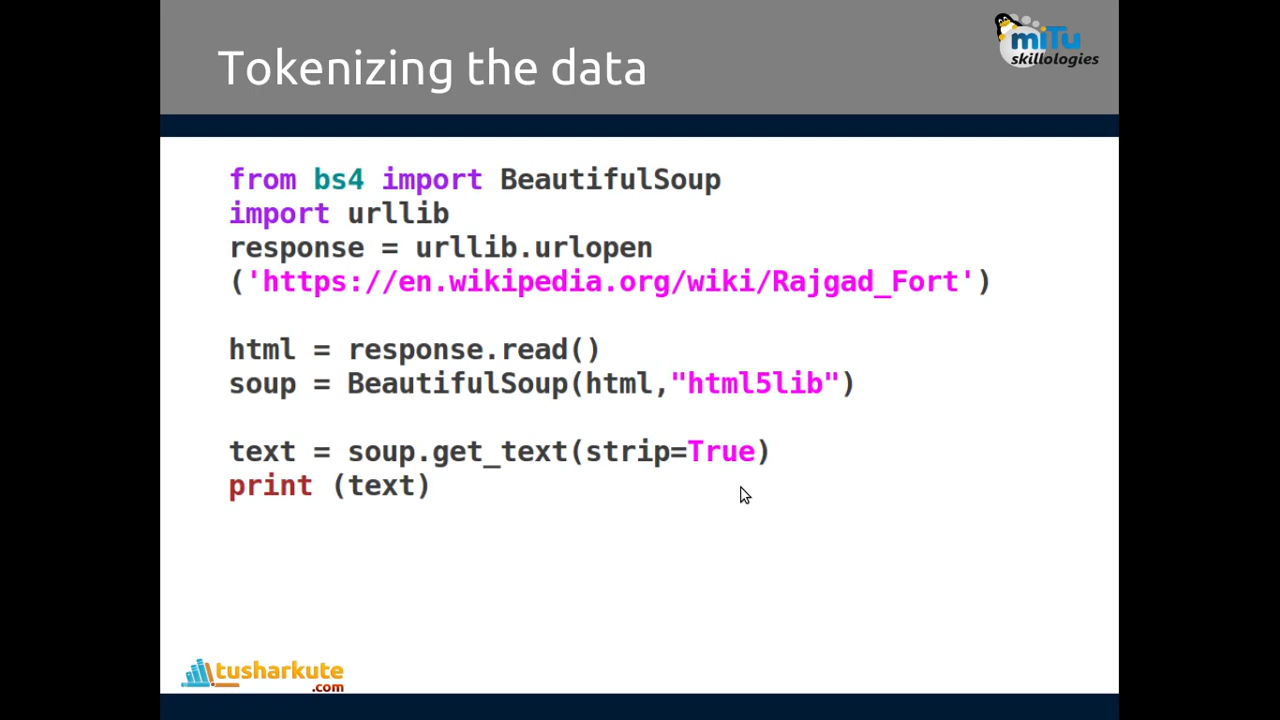 Tokenizing the data
miTu
skillologies
from bs4 import BeautifulSoup
import urllib
response = urllib.urlopen
('https://en.wikipedia.org/wiki/Rajgad_Fort')
html = response.read()
soup = BeautifulSoup(html,"html5lib")
text = soup.get_text(strip=True)
print (text)
tusharkute
.com